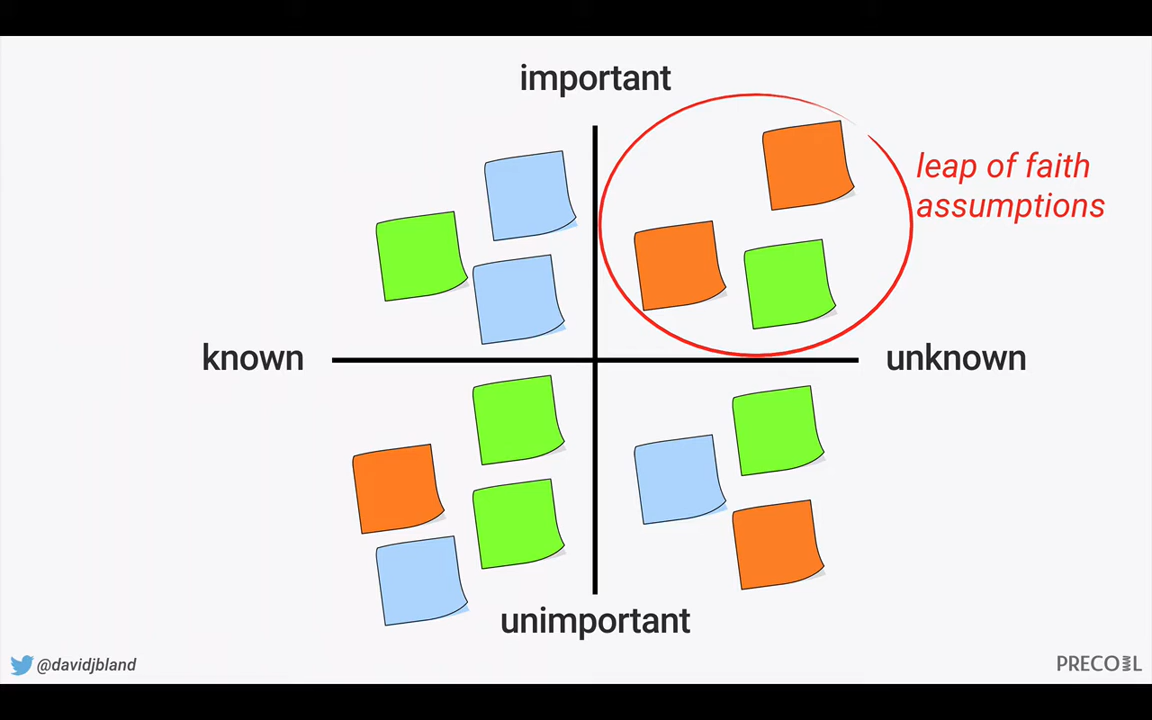 important
leap of faith
assumptions
known
unknown
unimportant
@davidjbland
PRECOIL